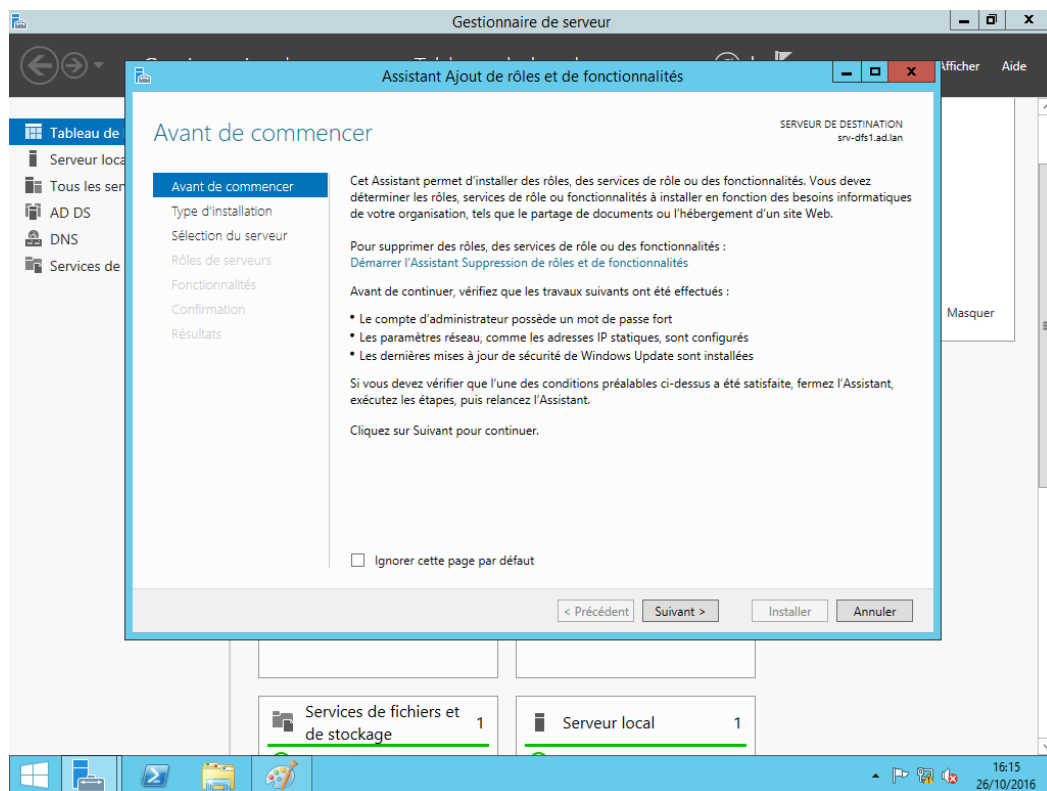 Gestionnaire de serveur
Afficher Aide
Assistant Ajout de rôles et de fonctionnalités
Tableau de
Serveur loca
Tous les ser
AD DS
DNS
Services de
Avant de commencer
SERVEUR DE DESTINATION
srv-dfs1.ad.lan
Avant de commencer
Type d'installation
Sélection du serveur
Rôles de serveurs
Fonctionnalités
Confirmation
Résultats
Cet Assistant permet d'installer des rôles, des services de rôle ou des fonctionnalités. Vous devez
déterminer les rôles, services de rôle ou fonctionnalités à installer en fonction des besoins informatiques
de votre organisation, tels que le partage de documents ou l'hébergement d'un site Web.
Pour supprimer des rôles, des services de rôle ou des fonctionnalités :
Démarrer l'Assistant Suppression de rôles et de fonctionnalités
Avant de continuer, vérifiez que les travaux suivants ont été effectués :
• Le compte d'administrateur possède un mot de passe fort
• Les paramètres réseau, comme les adresses IP statiques, sont configurés
• Les dernières mises à jour de sécurité de Windows Update sont installées
Si vous devez vérifier que l'une des conditions préalables ci-dessus a été satisfaite, fermez l'Assistant,
exécutez les étapes, puis relancez l'Assistant.
Cliquez sur Suivant pour continuer.
Ignorer cette page par défaut
< Précédent Suivant > Installer Annuler
Masquer
Services de fichiers et
de stockage
1
Serveur local 1
16:15
26/10/2016